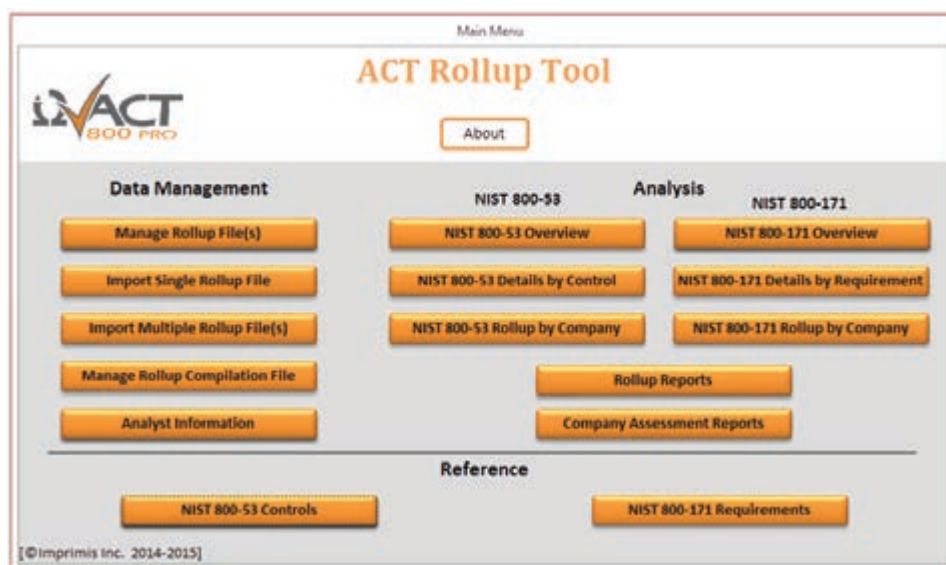 Main Menu
ACT Rollup Tool
ACT
800 PRO
About
Data Management
Analysis
NIST 800-53
NIST 800-171
Manage Rollup File(s)
NIST 800-53 Overview
NIST 800-171 Overview
Import Single Rollup File
NIST 800-53 Details by Control
NIST 800-171 Details by Requirement
Import Multiple Rollup File(s)
NIST 800-53 Rollup by Company
NIST 800-171 Rollup by Company
Manage Rollup Compilation File
Rollup Reports
Analyst Information
Company Assessment Reports
Reference
NIST 800-53 Controls
NIST 800-171 Requirements
[©Imprimis Inc. 2014-2015]